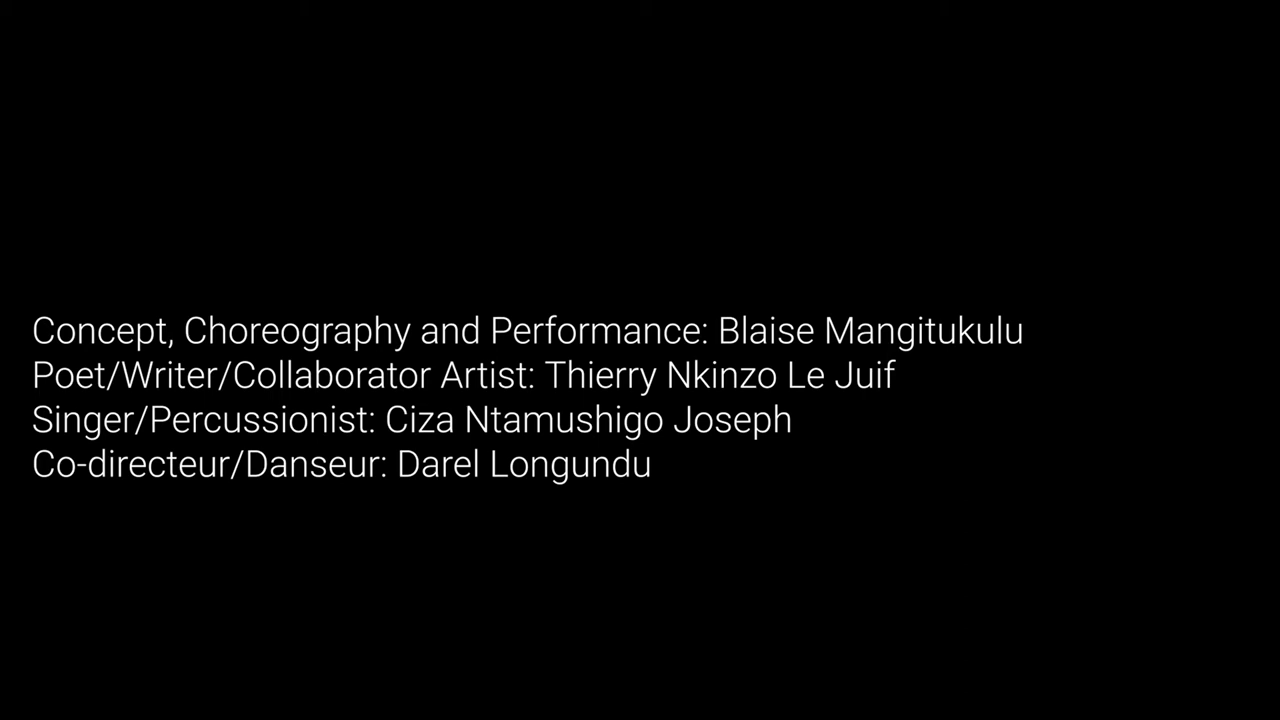 Concept, Choreography and Performance: Blaise Mangitukulu
Poet/Writer/Collaborator Artist: Thierry Nkinzo Le Juif
Singer/Percussionist: Ciza Ntamushigo Joseph
Co-directeur/Danseur: Darel Longundu